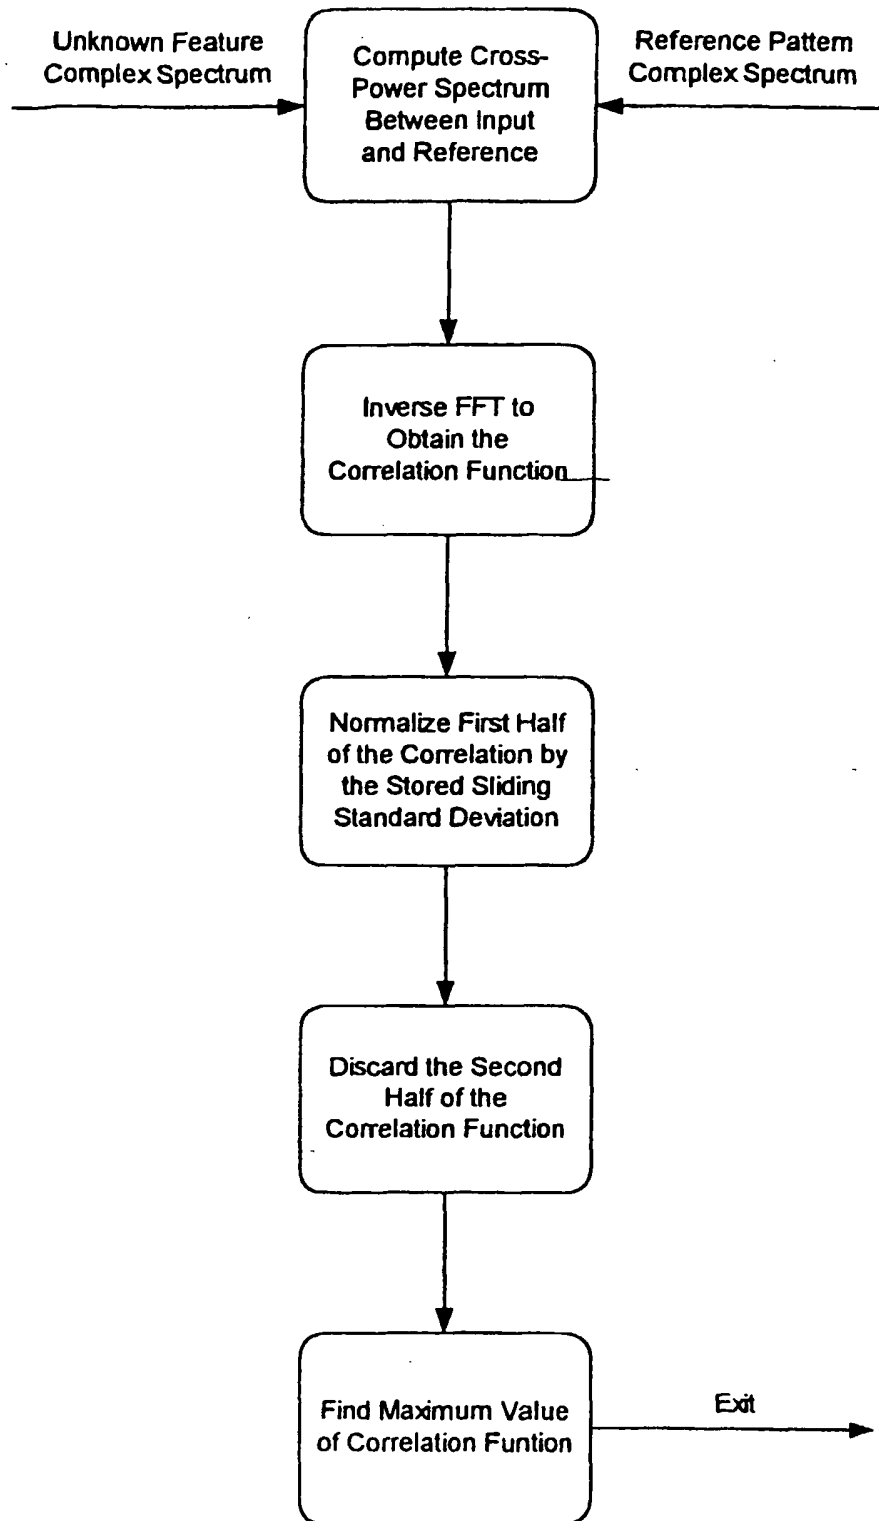 Unknown Feature
Complex Spectrum
Compute Cross-
Power Spectrum
Between Input
and Reference
Reference Pattern
Complex Spectrum
Inverse FFT to
Obtain the
Correlation Function
Normalize First Half
of the Correlation by
the Stored Sliding
Standard Deviation
Discard the Second
Half of the
Correlation Function
Find Maximum Value
of Correlation Funtion
Exit